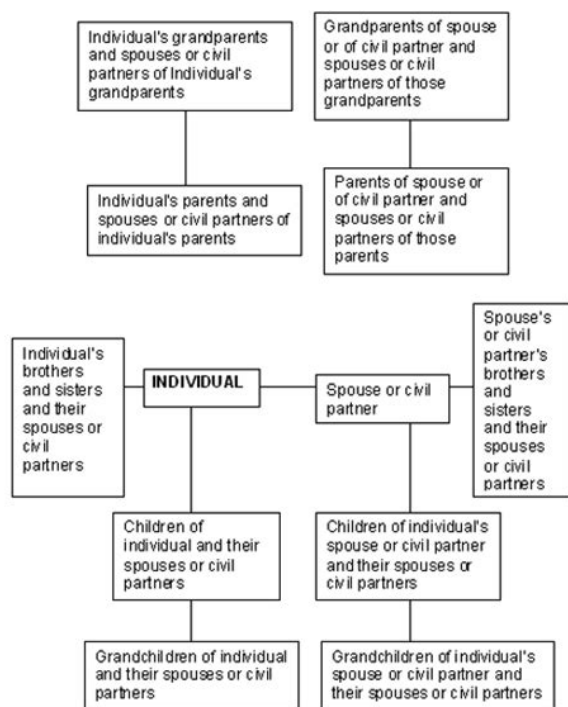 Individual's grandparents
and spouses or civil
partners of Individual's
grandparents
Grandparents of spouse
or of civil partner and
spouses or civil
partners of those
grandparents
Individual's parents and
spouses or civil partners of
individual's parents
Parents of spouse or
of civil partner and
spouses or civil
partners of those
parents
Individual's
brothers
and sisters
and their
spouses or
civil
partners
INDIVIDUAL
Spouse or civil
partner
Spouse's
or civil
partner's
brothers
and
sisters
and their
spouses
or civil
partners
Children of
individual and their
spouses or civil
partners
Children of individual's
spouse or civil partner
and their spouses or
civil partners
Grandchildren of individual
and their spouses or civil
partners
Grandchildren of individual's
spouse or civil partner and
their spouses or civil partners